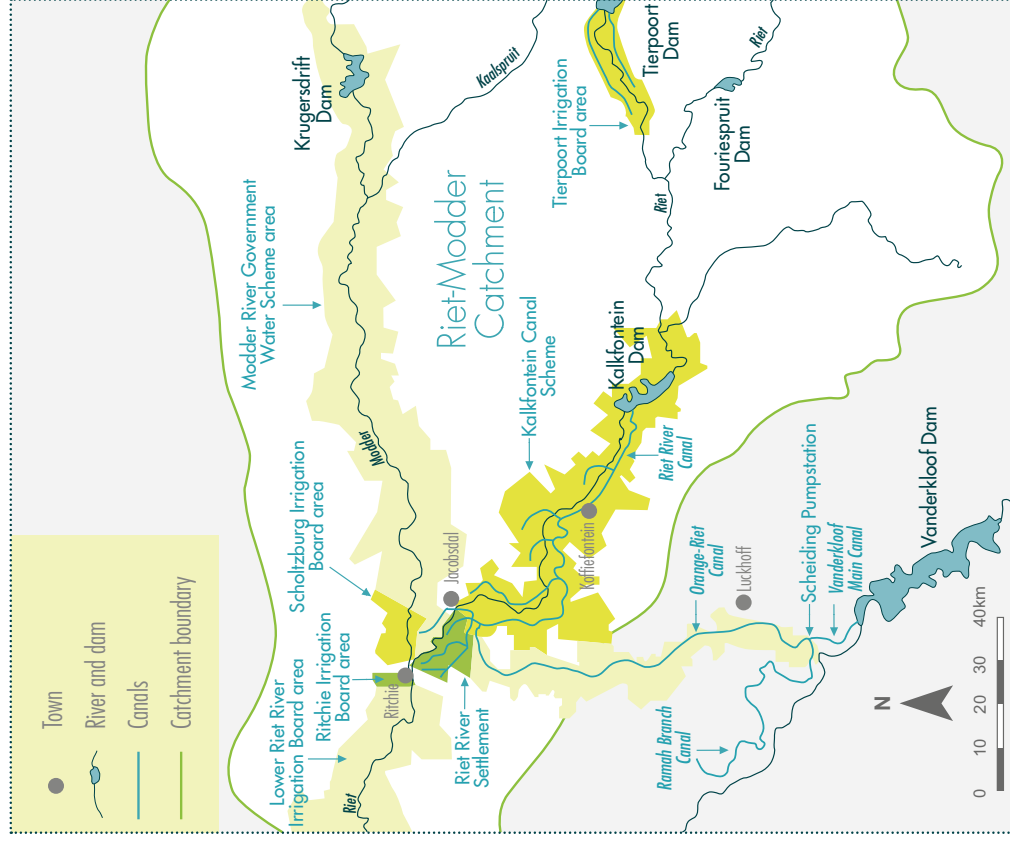 Town
River and dam
Canals
Catchment boundary
Krugersdrift
Dam
Kaalspruit
Tierpoort
Dam
Riet
Tierpoort Irrigation
Board area
Fouriespruit
Dam
Riet
Modder River Government
Water Scheme area
Riet-Modder
Catchment
Kalkfontein Canal
Scheme
Kalkfontein
Dam
Modder
Riet River
Canal
Scholtzburg Irrigation
Board area
Jacobsdal
Koffiefontein
Ritchie Irrigation
Board area
Lower Riet River
Irrigation Board area
Ritchie
Riet
Riet River
Settlement
Orange-Riet
Canal
Luckhoff
Scheiding Pumpstation
Vanderkloof
Main Canal
Vanderkloof Dam
Ramah Branch
Canal
N
0
10
20
30
40km